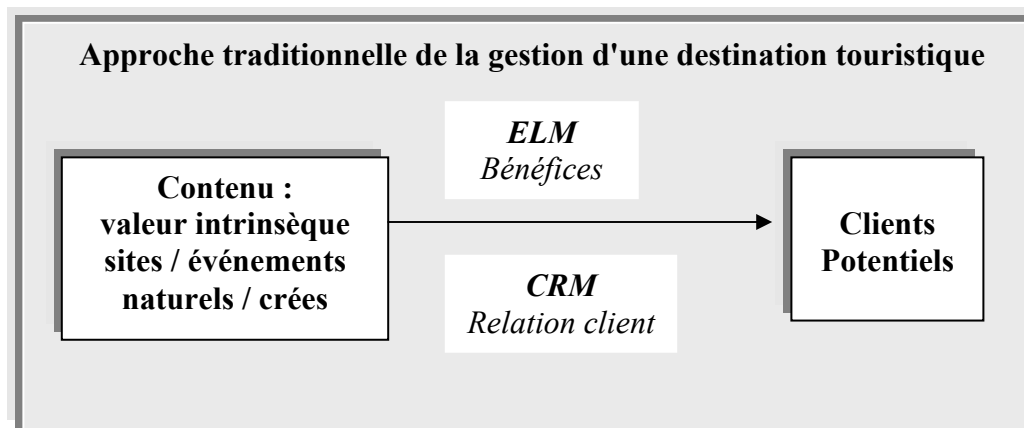 Approche traditionnelle de la gestion d'une destination touristique
ELM
Bénéfices
Contenu :
valeur intrinsèque
sites / événements
naturels / crées
Clients
Potentiels
CRM
Relation client